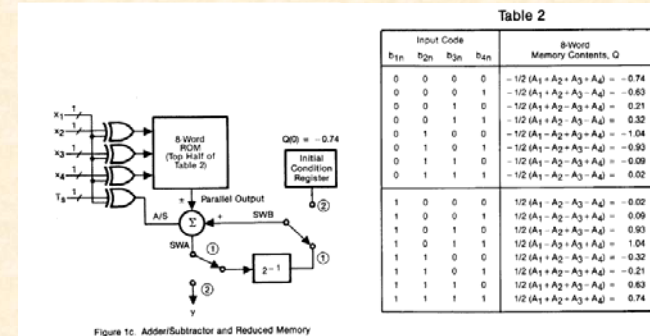 Table 2
Input Code
8-Word
b1n b2n b3n b4n Memory Contents, Q
0 0 0 0 - 1/2 (A1 + A2 + A3 + A4) = - 0.74
0 0 0 1 - 1/2 (A1 + A2 + A3 - A4) = - 0.63
0 0 1 0 - 1/2 (A1 + A2 - A3 + A4) = 0.21
0 0 1 1 - 1/2 (A1 + A2 - A3 - A4) = 0.32
0 1 0 0 - 1/2 (A1 - A2 + A3 + A4) = - 1.04
0 1 0 1 - 1/2 (A1 - A2 + A3 - A4) = - 0.93
0 1 1 0 - 1/2 (A1 - A2 - A3 + A4) = - 0.09
0 1 1 1 - 1/2 (A1 - A2 - A3 - A4) = 0.02
1 0 0 0 1/2 (A1 - A2 - A3 - A4) = - 0.02
1 0 0 1 1/2 (A1 - A2 - A3 + A4) = 0.09
1 0 1 0 1/2 (A1 - A2 + A3 - A4) = 0.93
1 0 1 1 1/2 (A1 - A2 + A3 + A4) = 1.04
1 1 0 0 1/2 (A1 + A2 - A3 - A4) = - 0.32
1 1 0 1 1/2 (A1 + A2 - A3 + A4) = - 0.21
1 1 1 0 1/2 (A1 + A2 + A3 - A4) = 0.63
1 1 1 1 1/2 (A1 + A2 + A3 + A4) = 0.74
x1 1
x2 1
x3 1
x4 1
Ts 1
8-Word
ROM
(Top Half of
Table 2)
Q(0) = -0.74
Initial
Condition
Register
± Parallel Output
②
A/S
Σ
+
SWB
SWA
①
①
2-1
②
y
Figure 1c. Adder/Subtractor and Reduced Memory